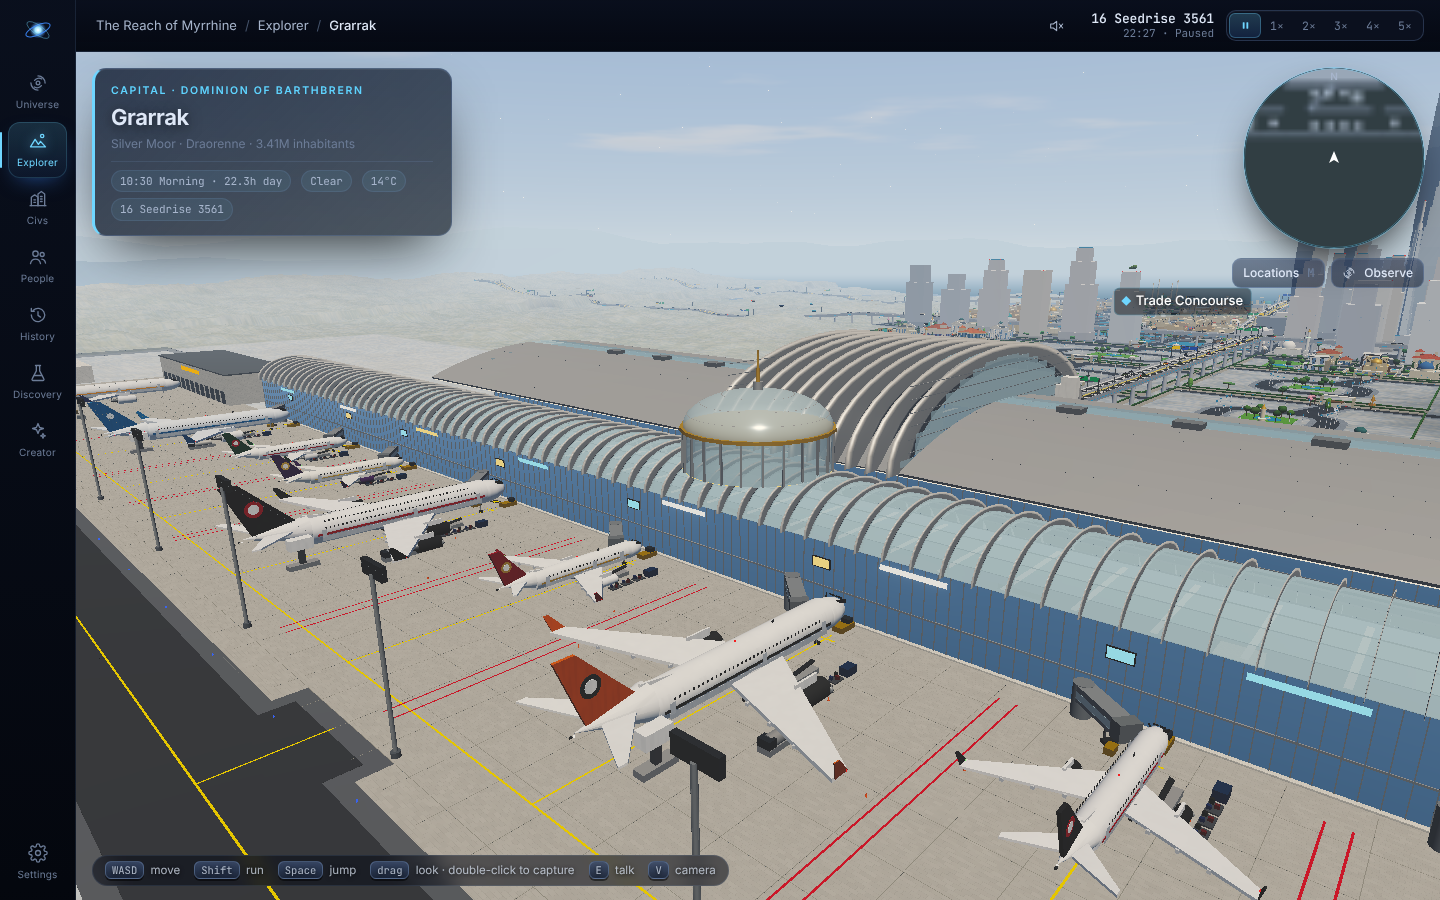 The Reach of Myrrhine / Explorer / Grarrak
16 Seedrise 3561
22:27 · Paused
1×
2×
3×
4×
5×
Universe
Explorer
Civs
People
History
Discovery
Creator
Settings
CAPITAL · DOMINION OF BARTHBRERN
Grarrak
Silver Moor · Draorenne · 3.41M inhabitants
10:30 Morning · 22.3h day
Clear
14°C
16 Seedrise 3561
N
Locations M
Observe
Trade Concourse
WASD move
Shift run
Space jump
drag look · double-click to capture
E talk
V camera